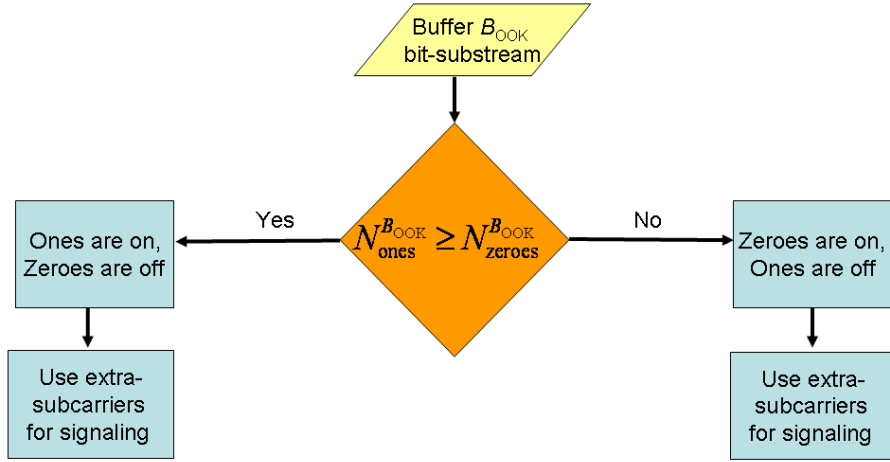 Buffer B_OOK
bit-substream
Yes
N_ones^{B_OOK} ≥ N_zeroes^{B_OOK}
No
Ones are on,
Zeroes are off
Zeroes are on,
Ones are off
Use extra-
subcarriers
for signaling
Use extra-
subcarriers
for signaling